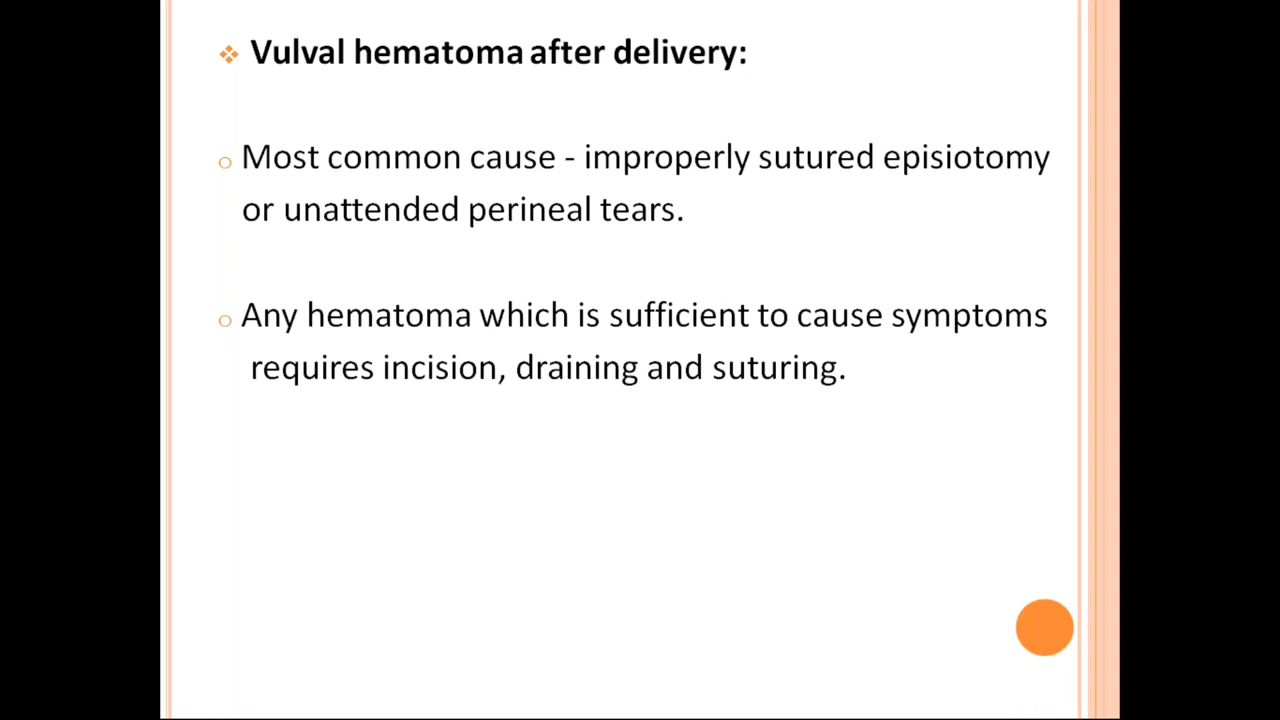 ❖ Vulval hematoma after delivery:
o Most common cause - improperly sutured episiotomy
or unattended perineal tears.
o Any hematoma which is sufficient to cause symptoms
requires incision, draining and suturing.